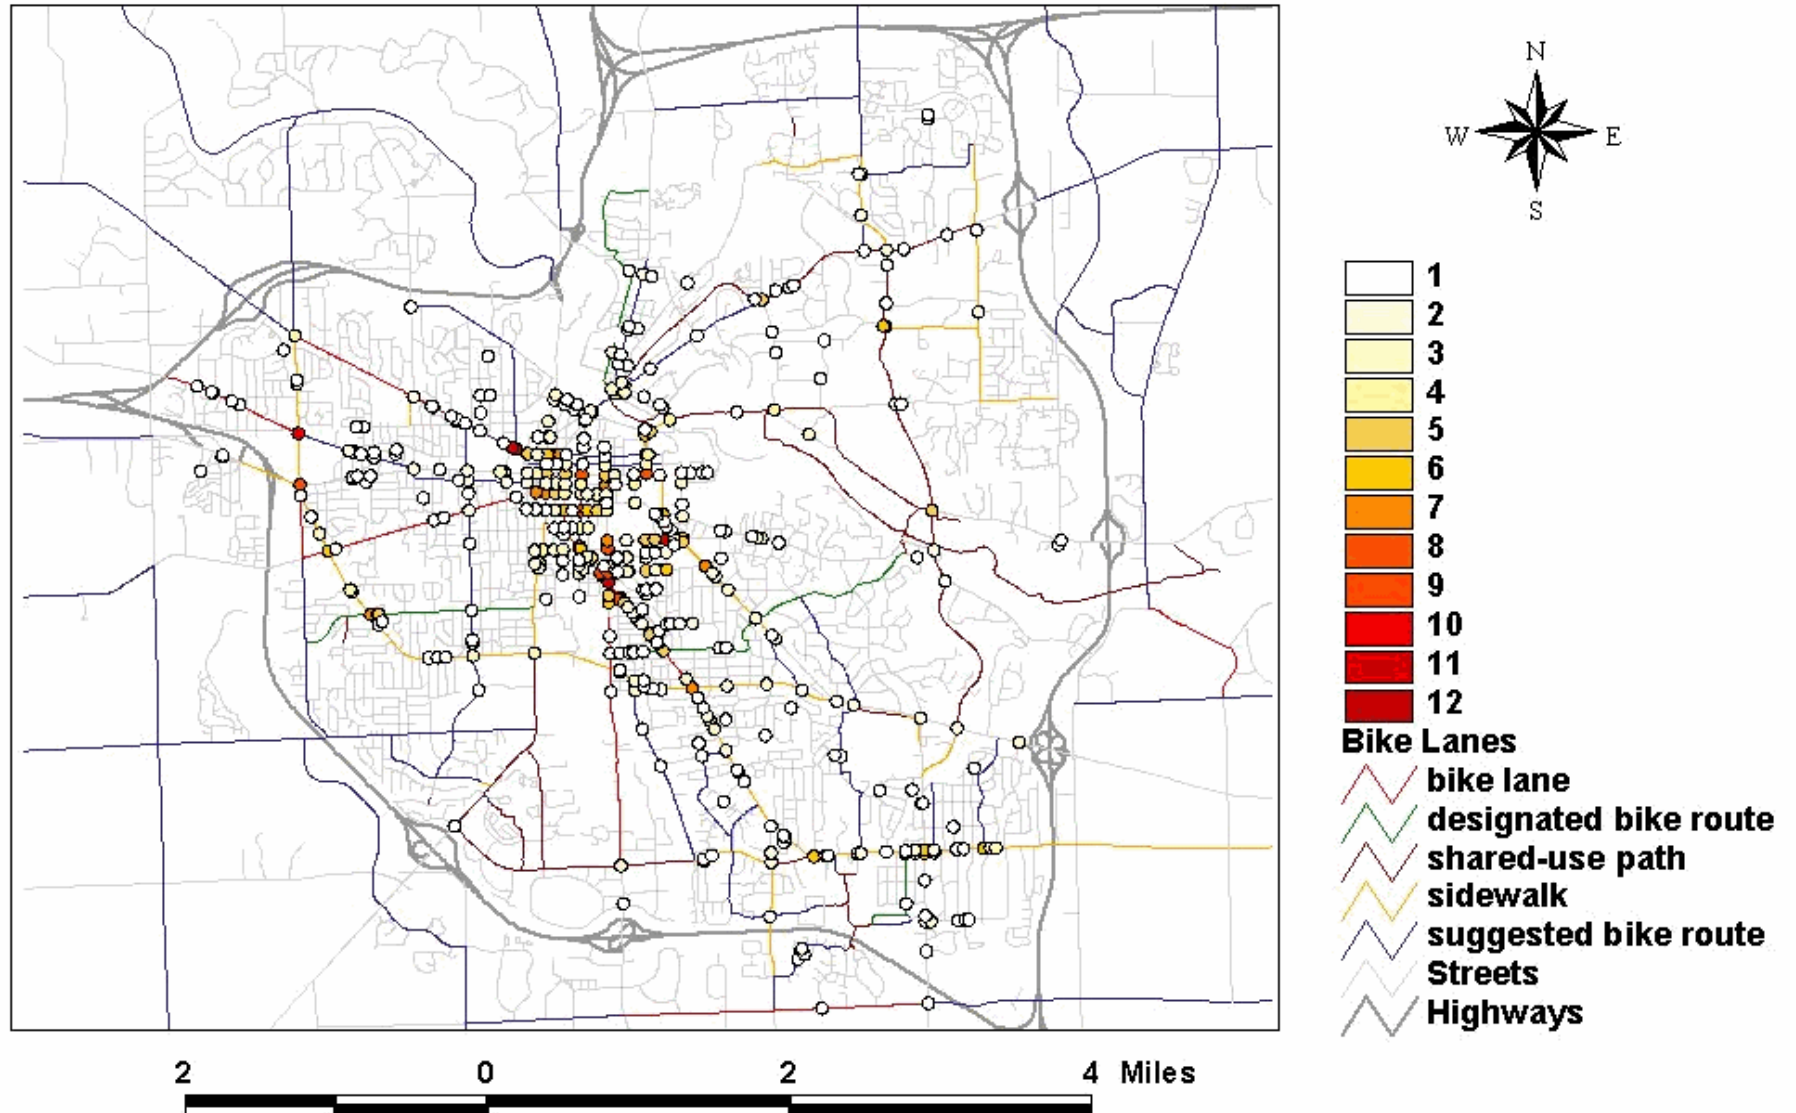 N
W E
S
1
2
3
4
5
6
7
8
9
10
11
12
Bike Lanes
bike lane
designated bike route
shared-use path
sidewalk
suggested bike route
Streets
Highways
2 0 2 4 Miles